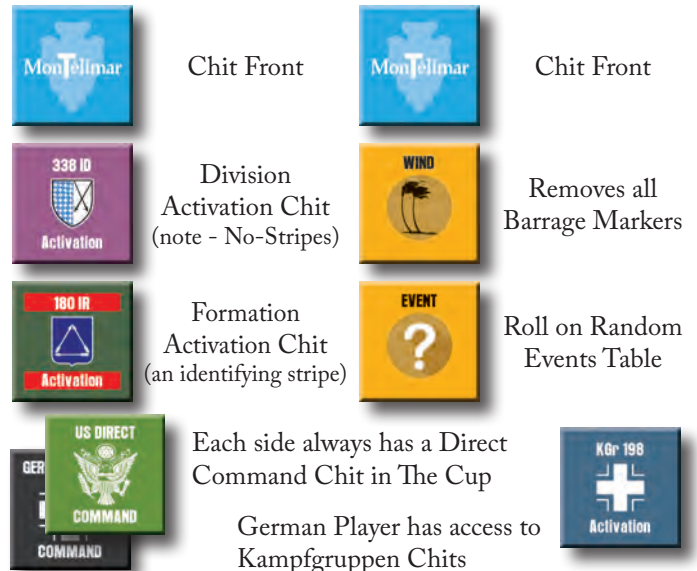 MonTélimar
Chit Front
MonTélimar
Chit Front
338 ID
Activation
Division
Activation Chit
(note - No-Stripes)
WIND
Removes all
Barrage Markers
180 IR
Activation
Formation
Activation Chit
(an identifying stripe)
EVENT
?
Roll on Random
Events Table
US DIRECT
COMMAND
GER
COMMAND
Each side always has a Direct
Command Chit in The Cup
German Player has access to
Kampfgruppen Chits
KGr 198
Activation